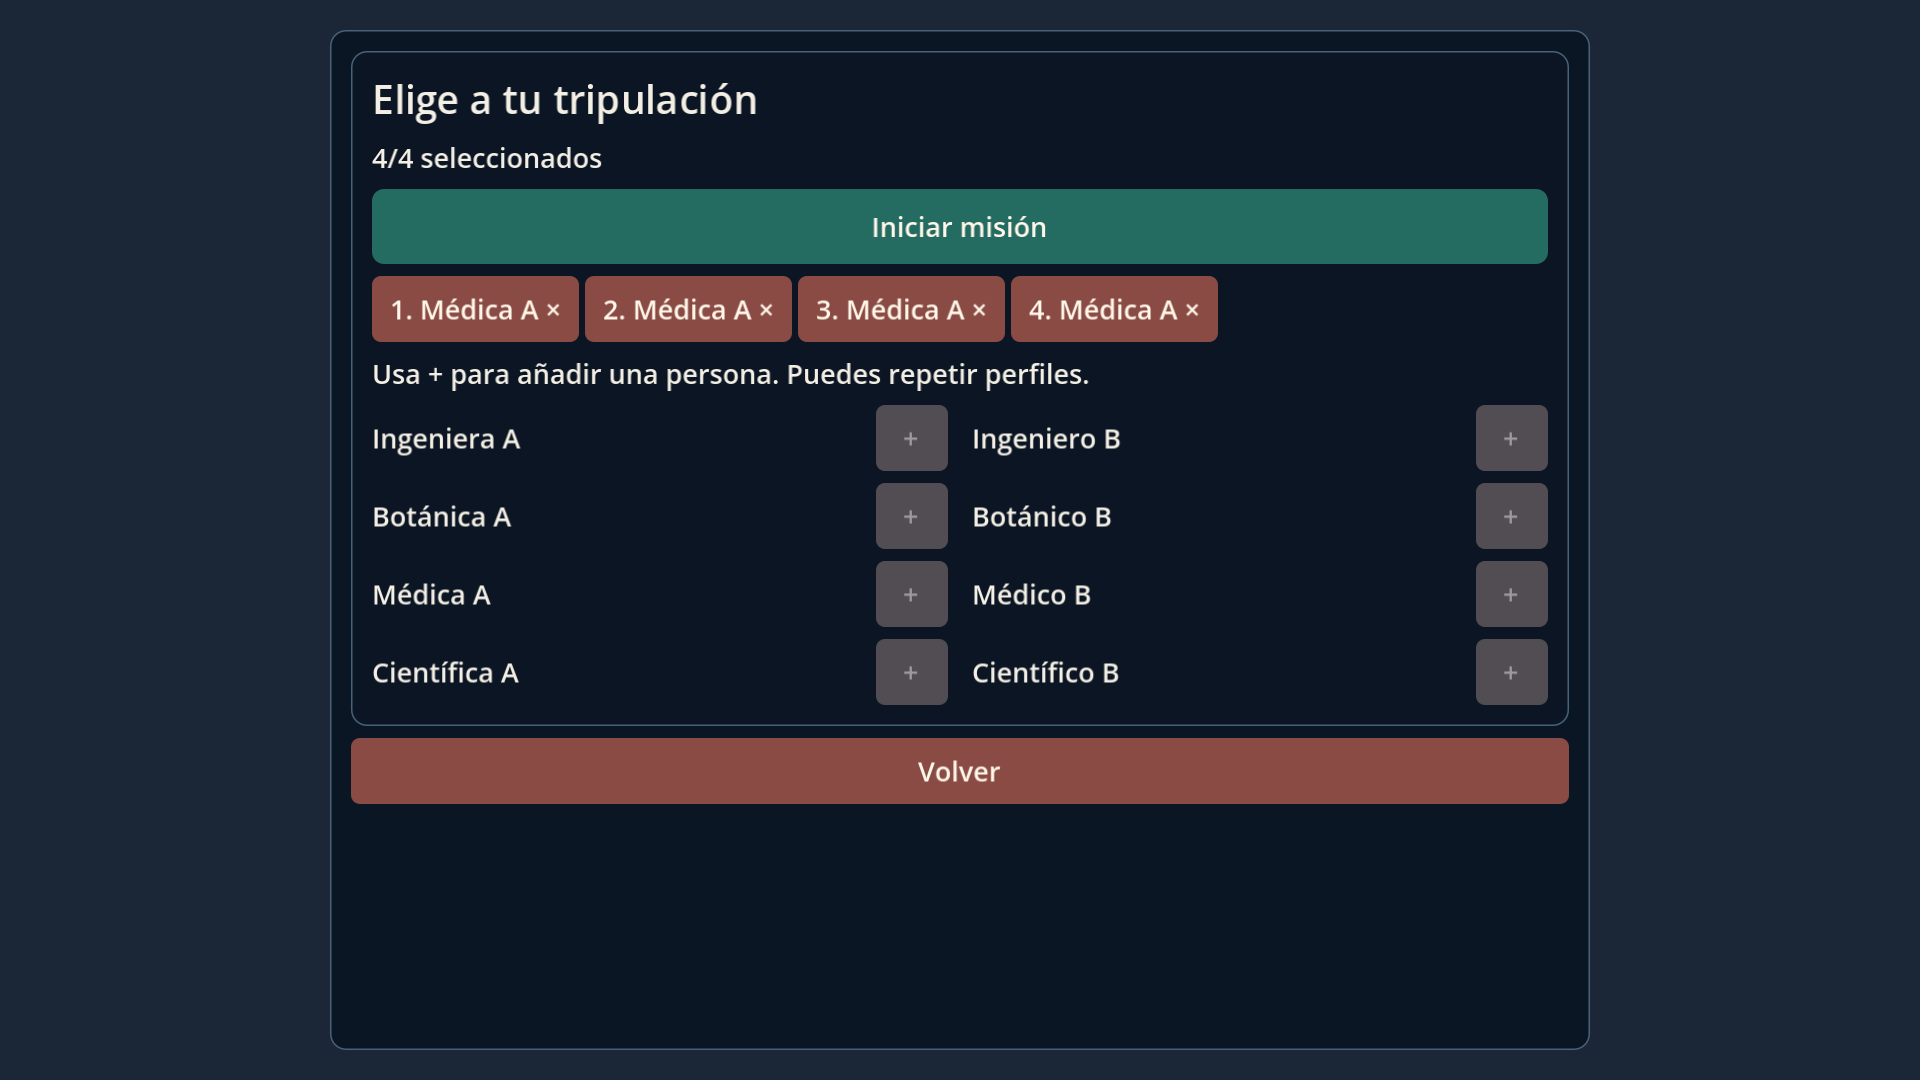 Elige a tu tripulación
4/4 seleccionados
Iniciar misión
1. Médica A × 2. Médica A × 3. Médica A × 4. Médica A ×
Usa + para añadir una persona. Puedes repetir perfiles.
Ingeniera A + Ingeniero B +
Botánica A + Botánico B +
Médica A + Médico B +
Científica A + Científico B +
Volver